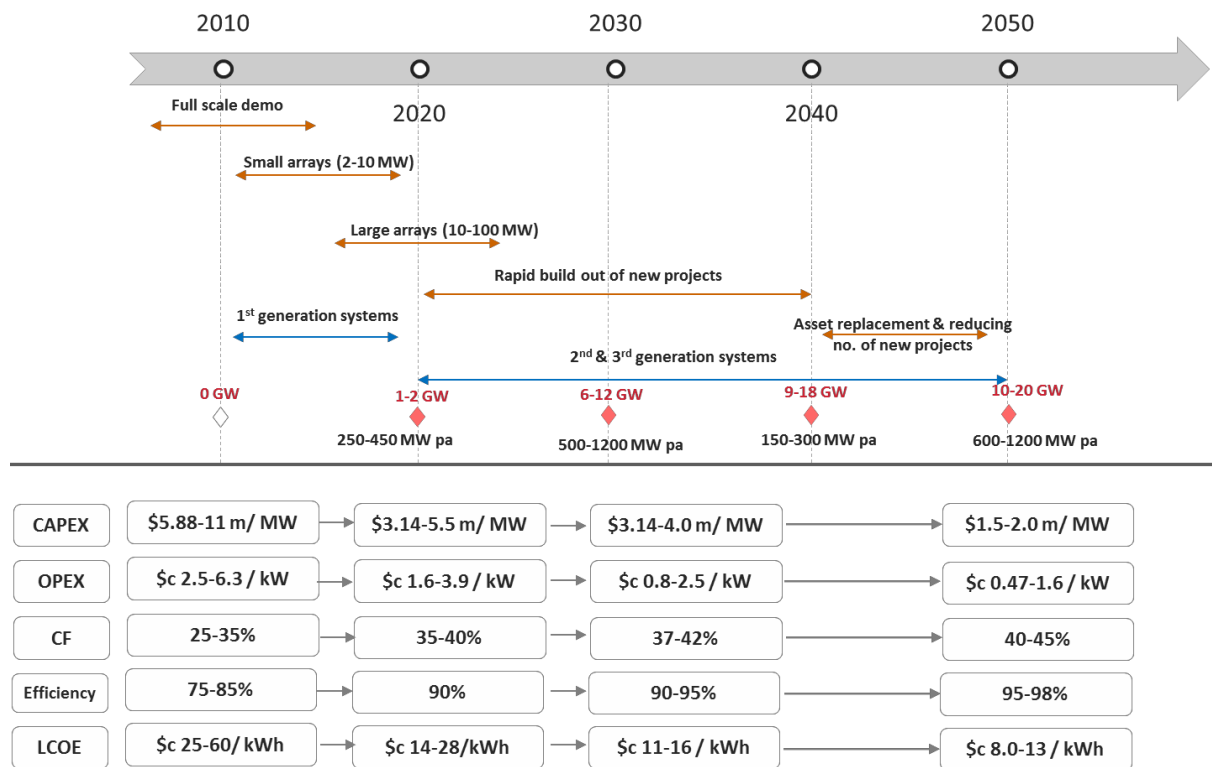 2010
2030
2050
2020
2040
Full scale demo
Small arrays (2-10 MW)
Large arrays (10-100 MW)
Rapid build out of new projects
1st generation systems
Asset replacement & reducing
no. of new projects
2nd & 3rd generation systems
0 GW
1-2 GW
6-12 GW
9-18 GW
10-20 GW
250-450 MW pa
500-1200 MW pa
150-300 MW pa
600-1200 MW pa
CAPEX
$5.88-11 m/ MW
$3.14-5.5 m/ MW
$3.14-4.0 m/ MW
$1.5-2.0 m/ MW
OPEX
$c 2.5-6.3 / kW
$c 1.6-3.9 / kW
$c 0.8-2.5 / kW
$c 0.47-1.6 / kW
CF
25-35%
35-40%
37-42%
40-45%
Efficiency
75-85%
90%
90-95%
95-98%
LCOE
$c 25-60/ kWh
$c 14-28/kWh
$c 11-16 / kWh
$c 8.0-13 / kWh